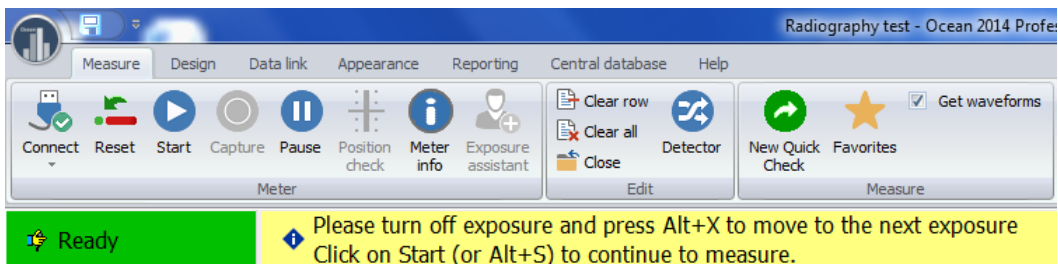 Ocean
Radiography test - Ocean 2014 Profes
Measure Design Data link Appearance Reporting Central database Help
Connect Reset Start Capture Pause Position check Meter info Exposure assistant
Meter
Clear row
Clear all
Close
Detector
Edit
New Quick Check Favorites
Get waveforms
Measure
Ready
Please turn off exposure and press Alt+X to move to the next exposure
Click on Start (or Alt+S) to continue to measure.